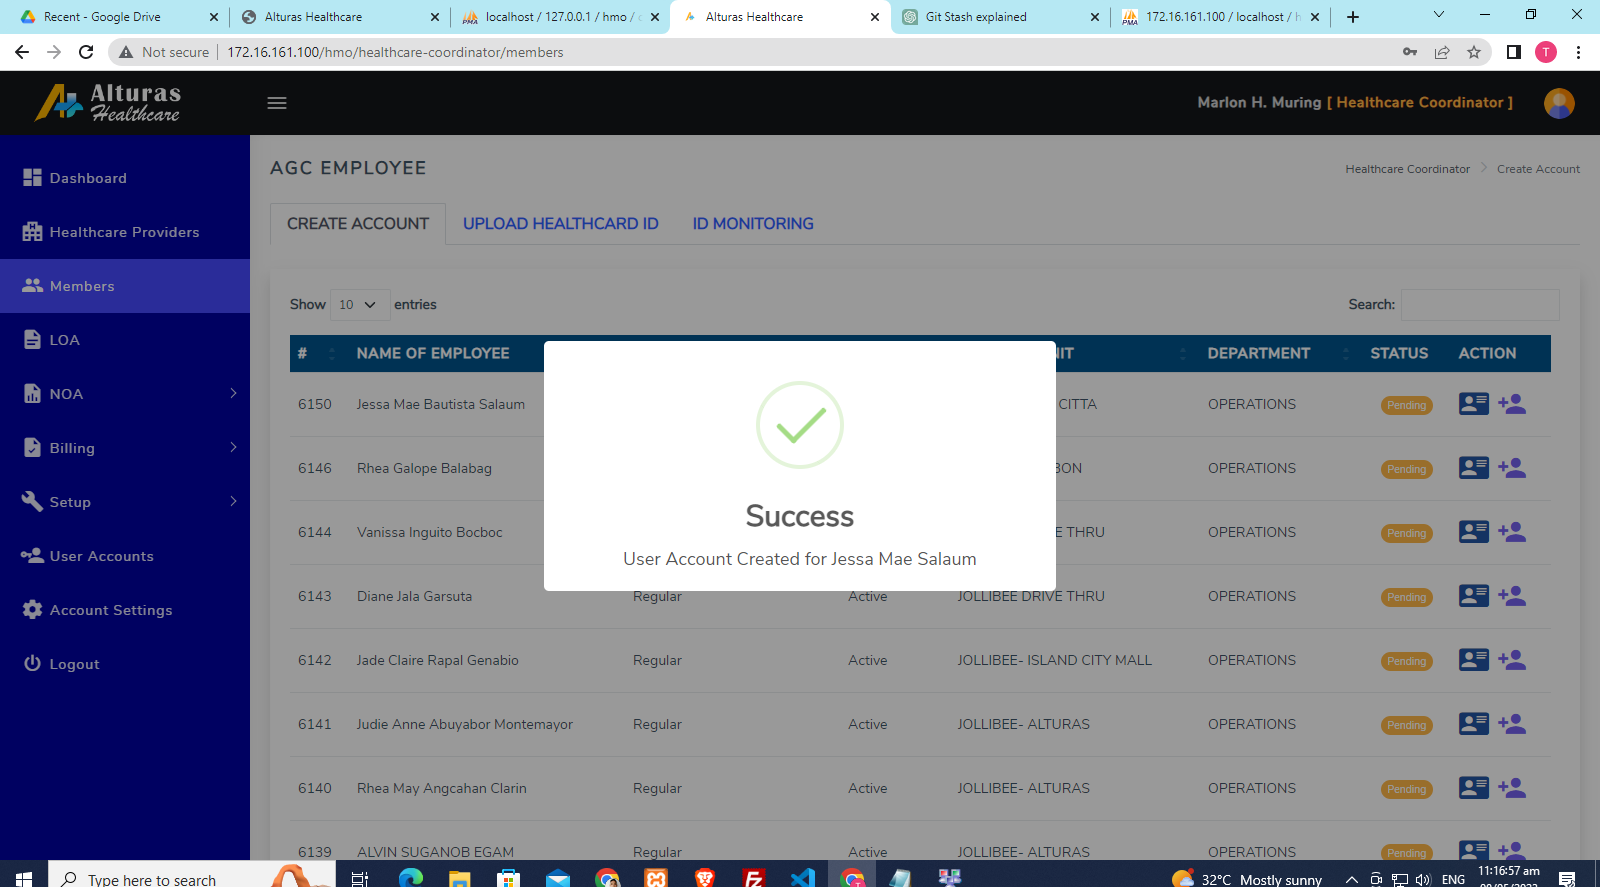 Recent - Google Drive
Alturas Healthcare
localhost / 127.0.0.1 / hmo /
Alturas Healthcare
Git Stash explained
172.16.161.100 / localhost / h
Not secure
172.16.161.100/hmo/healthcare-coordinator/members
T
Alturas
Healthcare
Marlon H. Muring [ Healthcare Coordinator ]
Dashboard
Healthcare Providers
Members
LOA
NOA
Billing
Setup
User Accounts
Account Settings
Logout
AGC EMPLOYEE
Healthcare Coordinator > Create Account
CREATE ACCOUNT
UPLOAD HEALTHCARD ID
ID MONITORING
Show 10 entries
Search:
# NAME OF EMPLOYEE DEPARTMENT STATUS ACTION
6150 Jessa Mae Bautista Salaum CITTA OPERATIONS Pending
6146 Rhea Galope Balabag OPERATIONS Pending
6144 Vanissa Inguito Bocboc THRU OPERATIONS Pending
6143 Diane Jala Garsuta Regular Active JOLLIBEE DRIVE THRU OPERATIONS Pending
6142 Jade Claire Rapal Genabio Regular Active JOLLIBEE- ISLAND CITY MALL OPERATIONS Pending
6141 Judie Anne Abuyabor Montemayor Regular Active JOLLIBEE- ALTURAS OPERATIONS Pending
6140 Rhea May Angcahan Clarin Regular Active JOLLIBEE- ALTURAS OPERATIONS Pending
6139 ALVIN SUGANOB EGAM Regular Active JOLLIBEE- ALTURAS OPERATIONS Pending
Success
User Account Created for Jessa Mae Salaum
Type here to search
32°C Mostly sunny
ENG
11:16:57 am